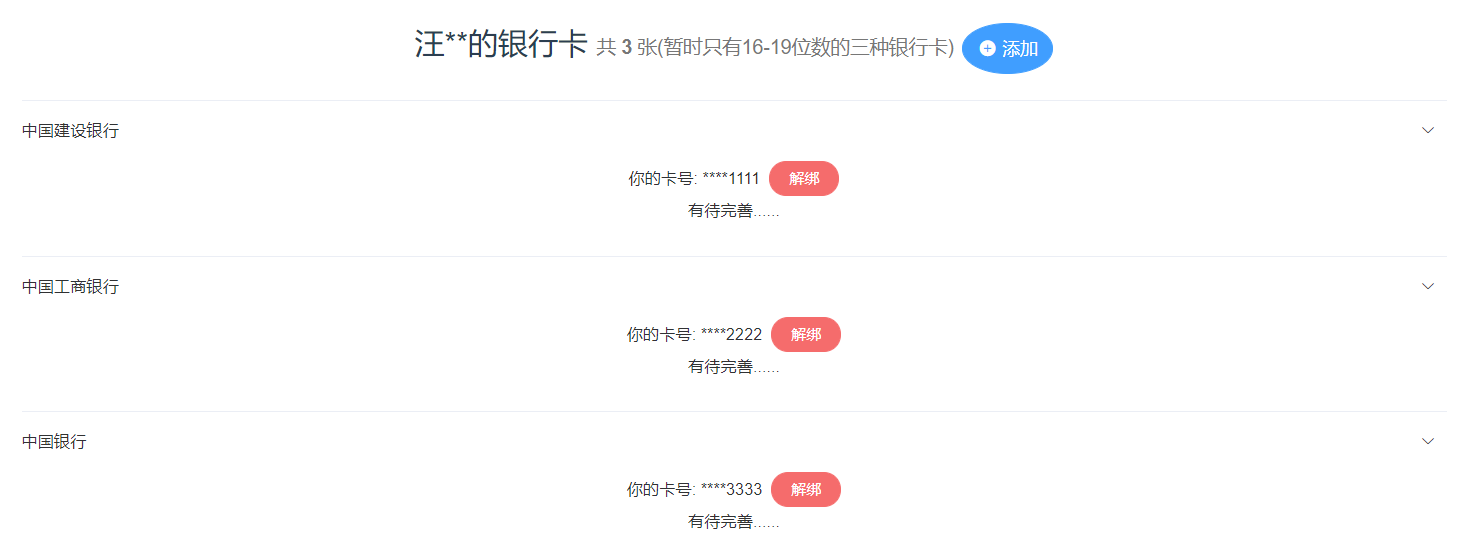 汪**的银行卡 共 3 张(暂时只有16-19位数的三种银行卡) 添加
中国建设银行
你的卡号: ****1111 解绑
有待完善......
中国工商银行
你的卡号: ****2222 解绑
有待完善......
中国银行
你的卡号: ****3333 解绑
有待完善......